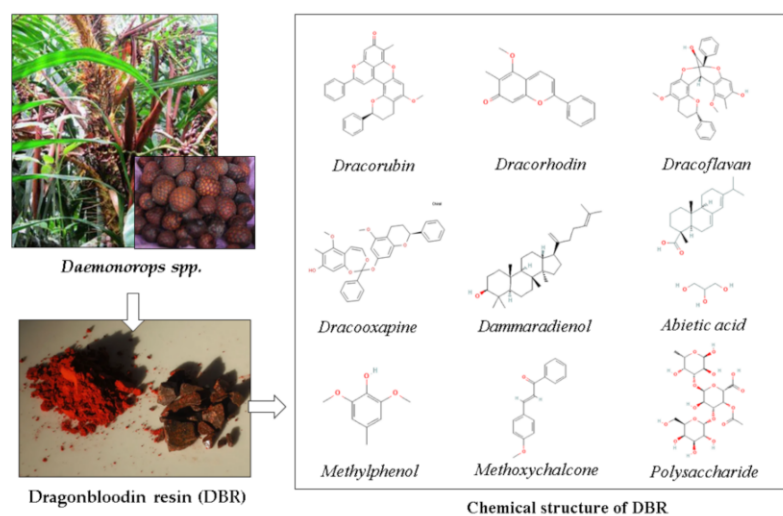 Dracorubin
Dracorhodin
Dracoflavan
Daemonorops spp.
Dracooxapine
Dammaradienol
Abietic acid
Methylphenol
Methoxychalcone
Polysaccharide
Dragonbloodin resin (DBR)
Chemical structure of DBR